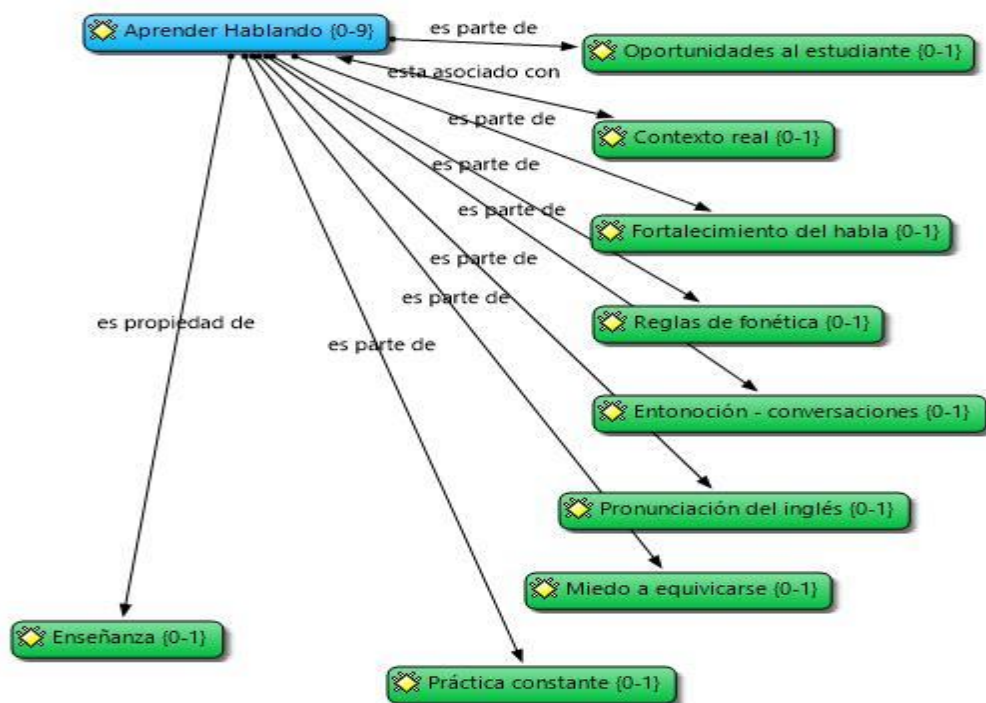 Aprender Hablando {0-9}
es parte de
Oportunidades al estudiante {0-1}
esta asociado con
Contexto real {0-1}
es parte de
es parte de
es parte de
Fortalecimiento del habla {0-1}
es parte de
es parte de
Reglas de fonética {0-1}
es propiedad de
es parte de
Entonoción - conversaciones {0-1}
Pronunciación del inglés {0-1}
Miedo a equivicarse {0-1}
Enseñanza {0-1}
Práctica constante {0-1}